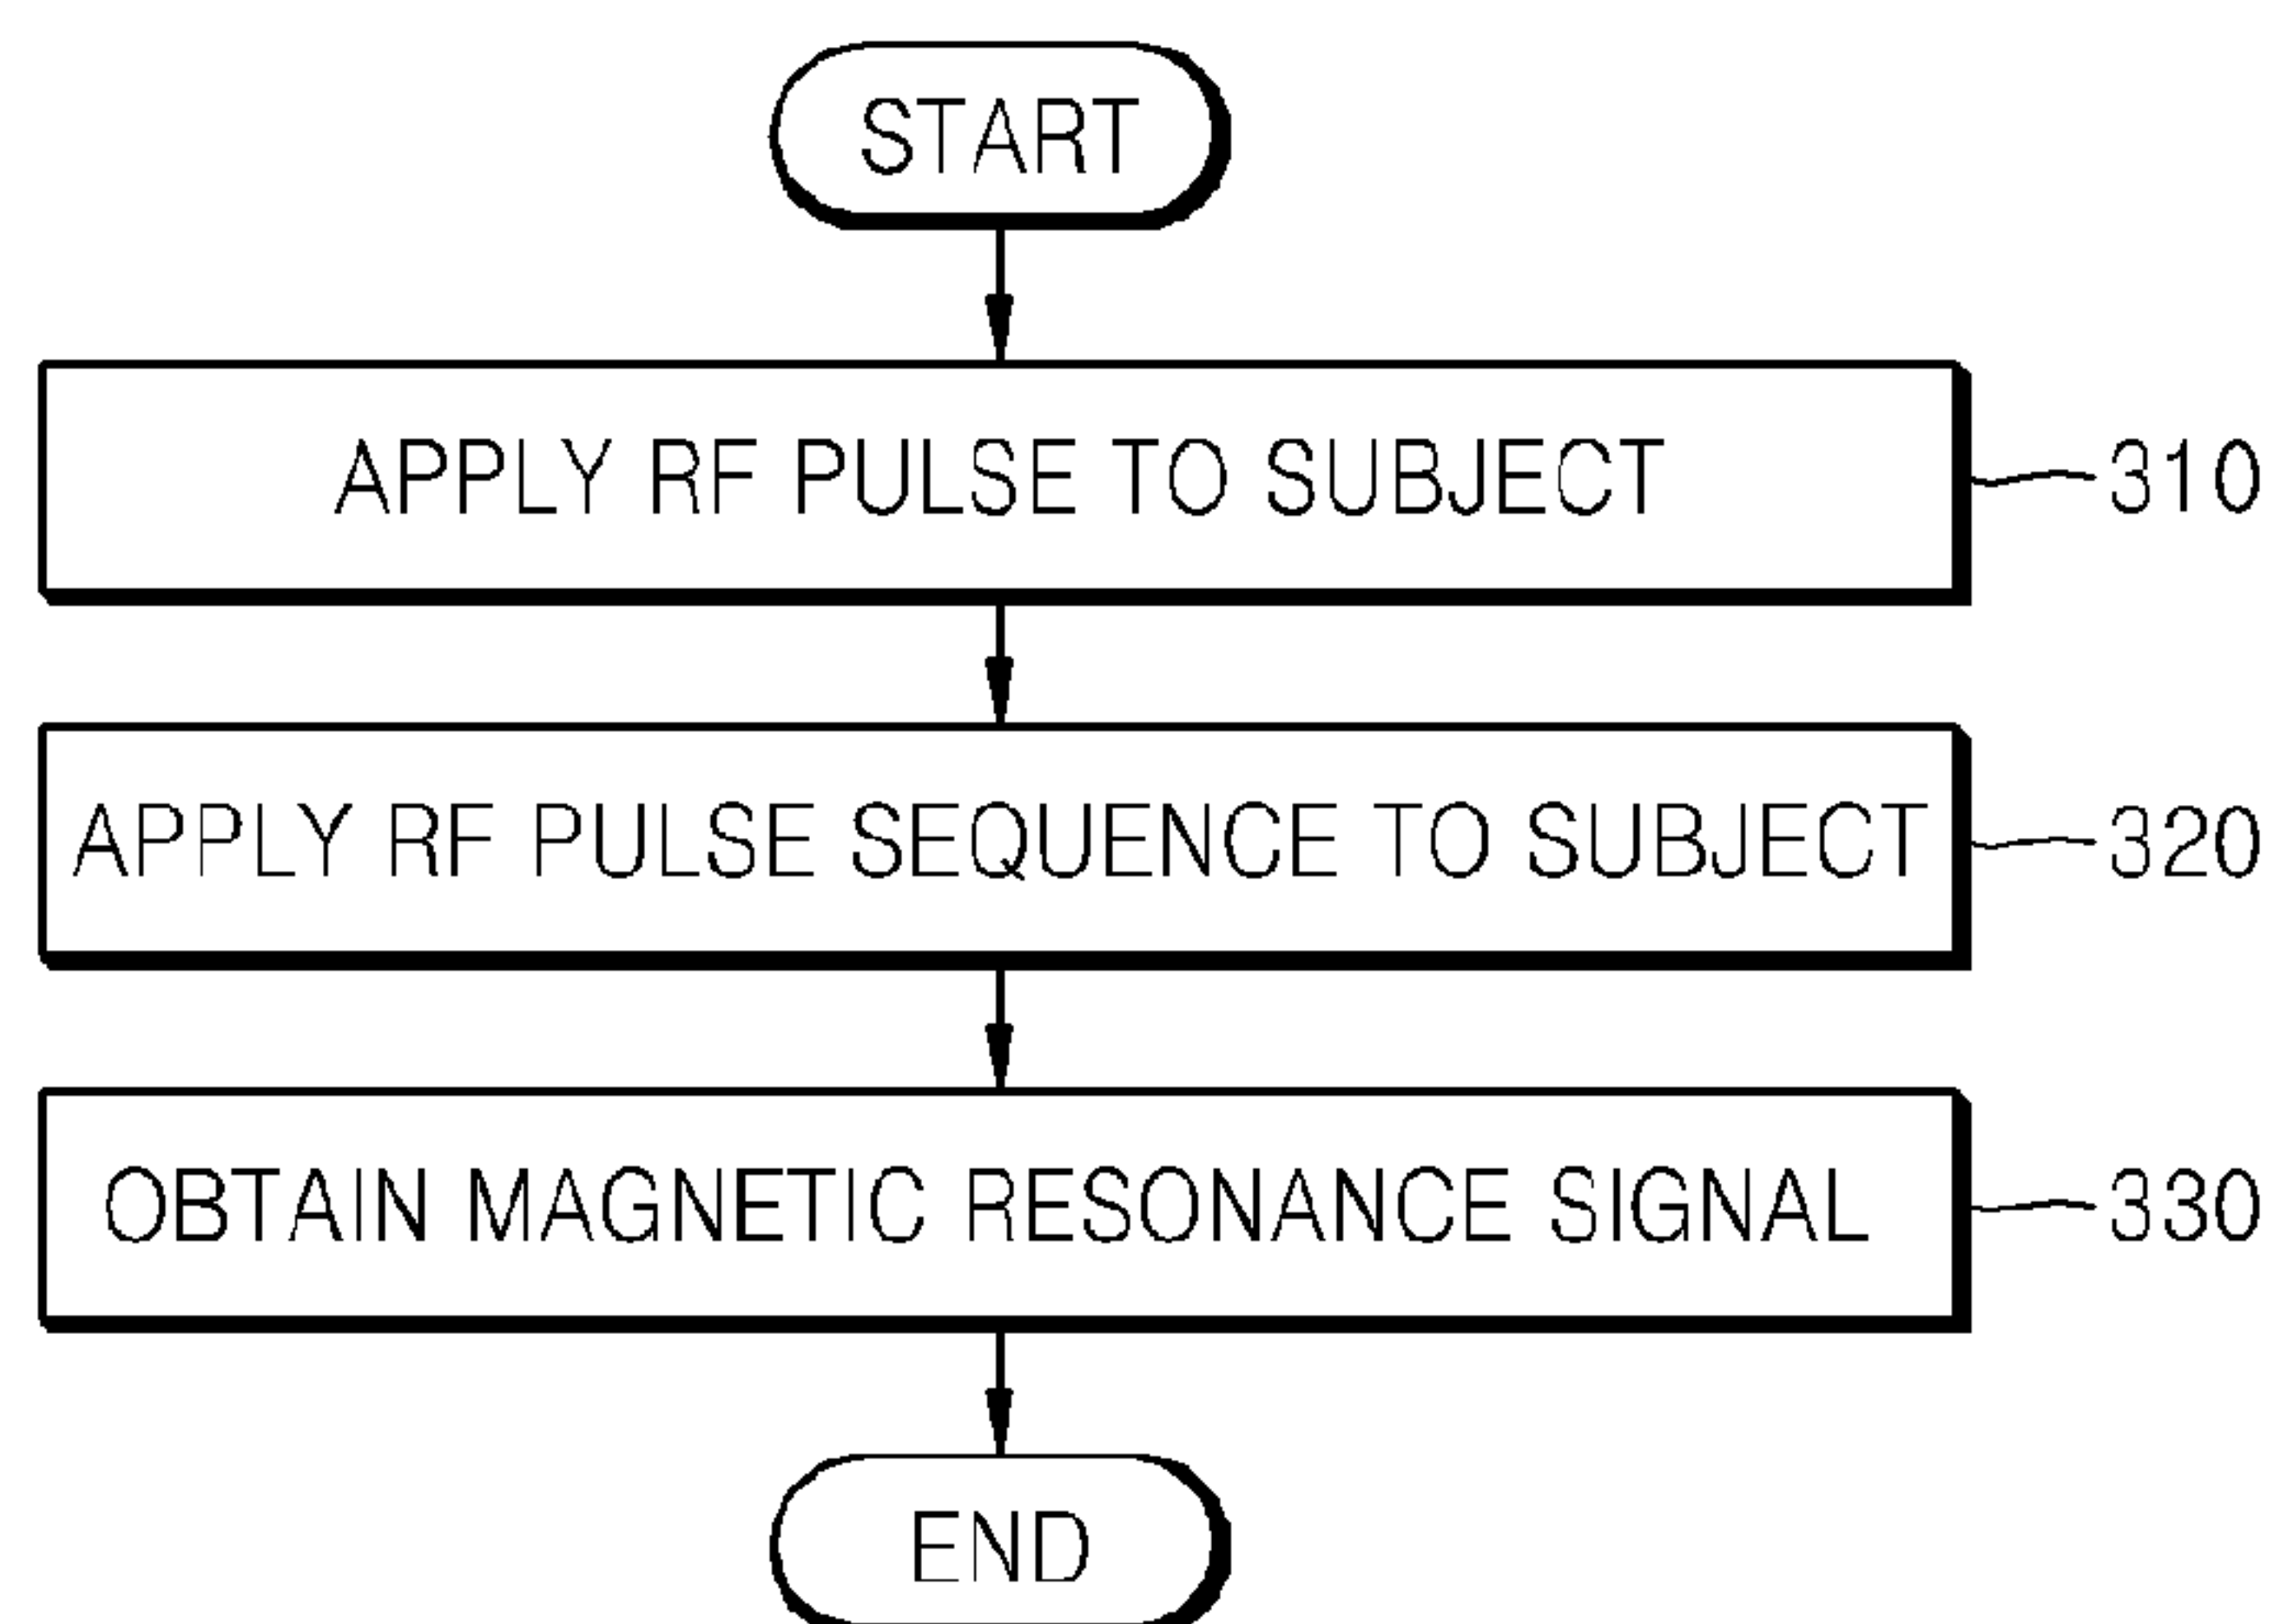 START
APPLY RF PULSE TO SUBJECT
310
APPLY RF PULSE SEQUENCE TO SUBJECT
320
OBTAIN MAGNETIC RESONANCE SIGNAL
330
END